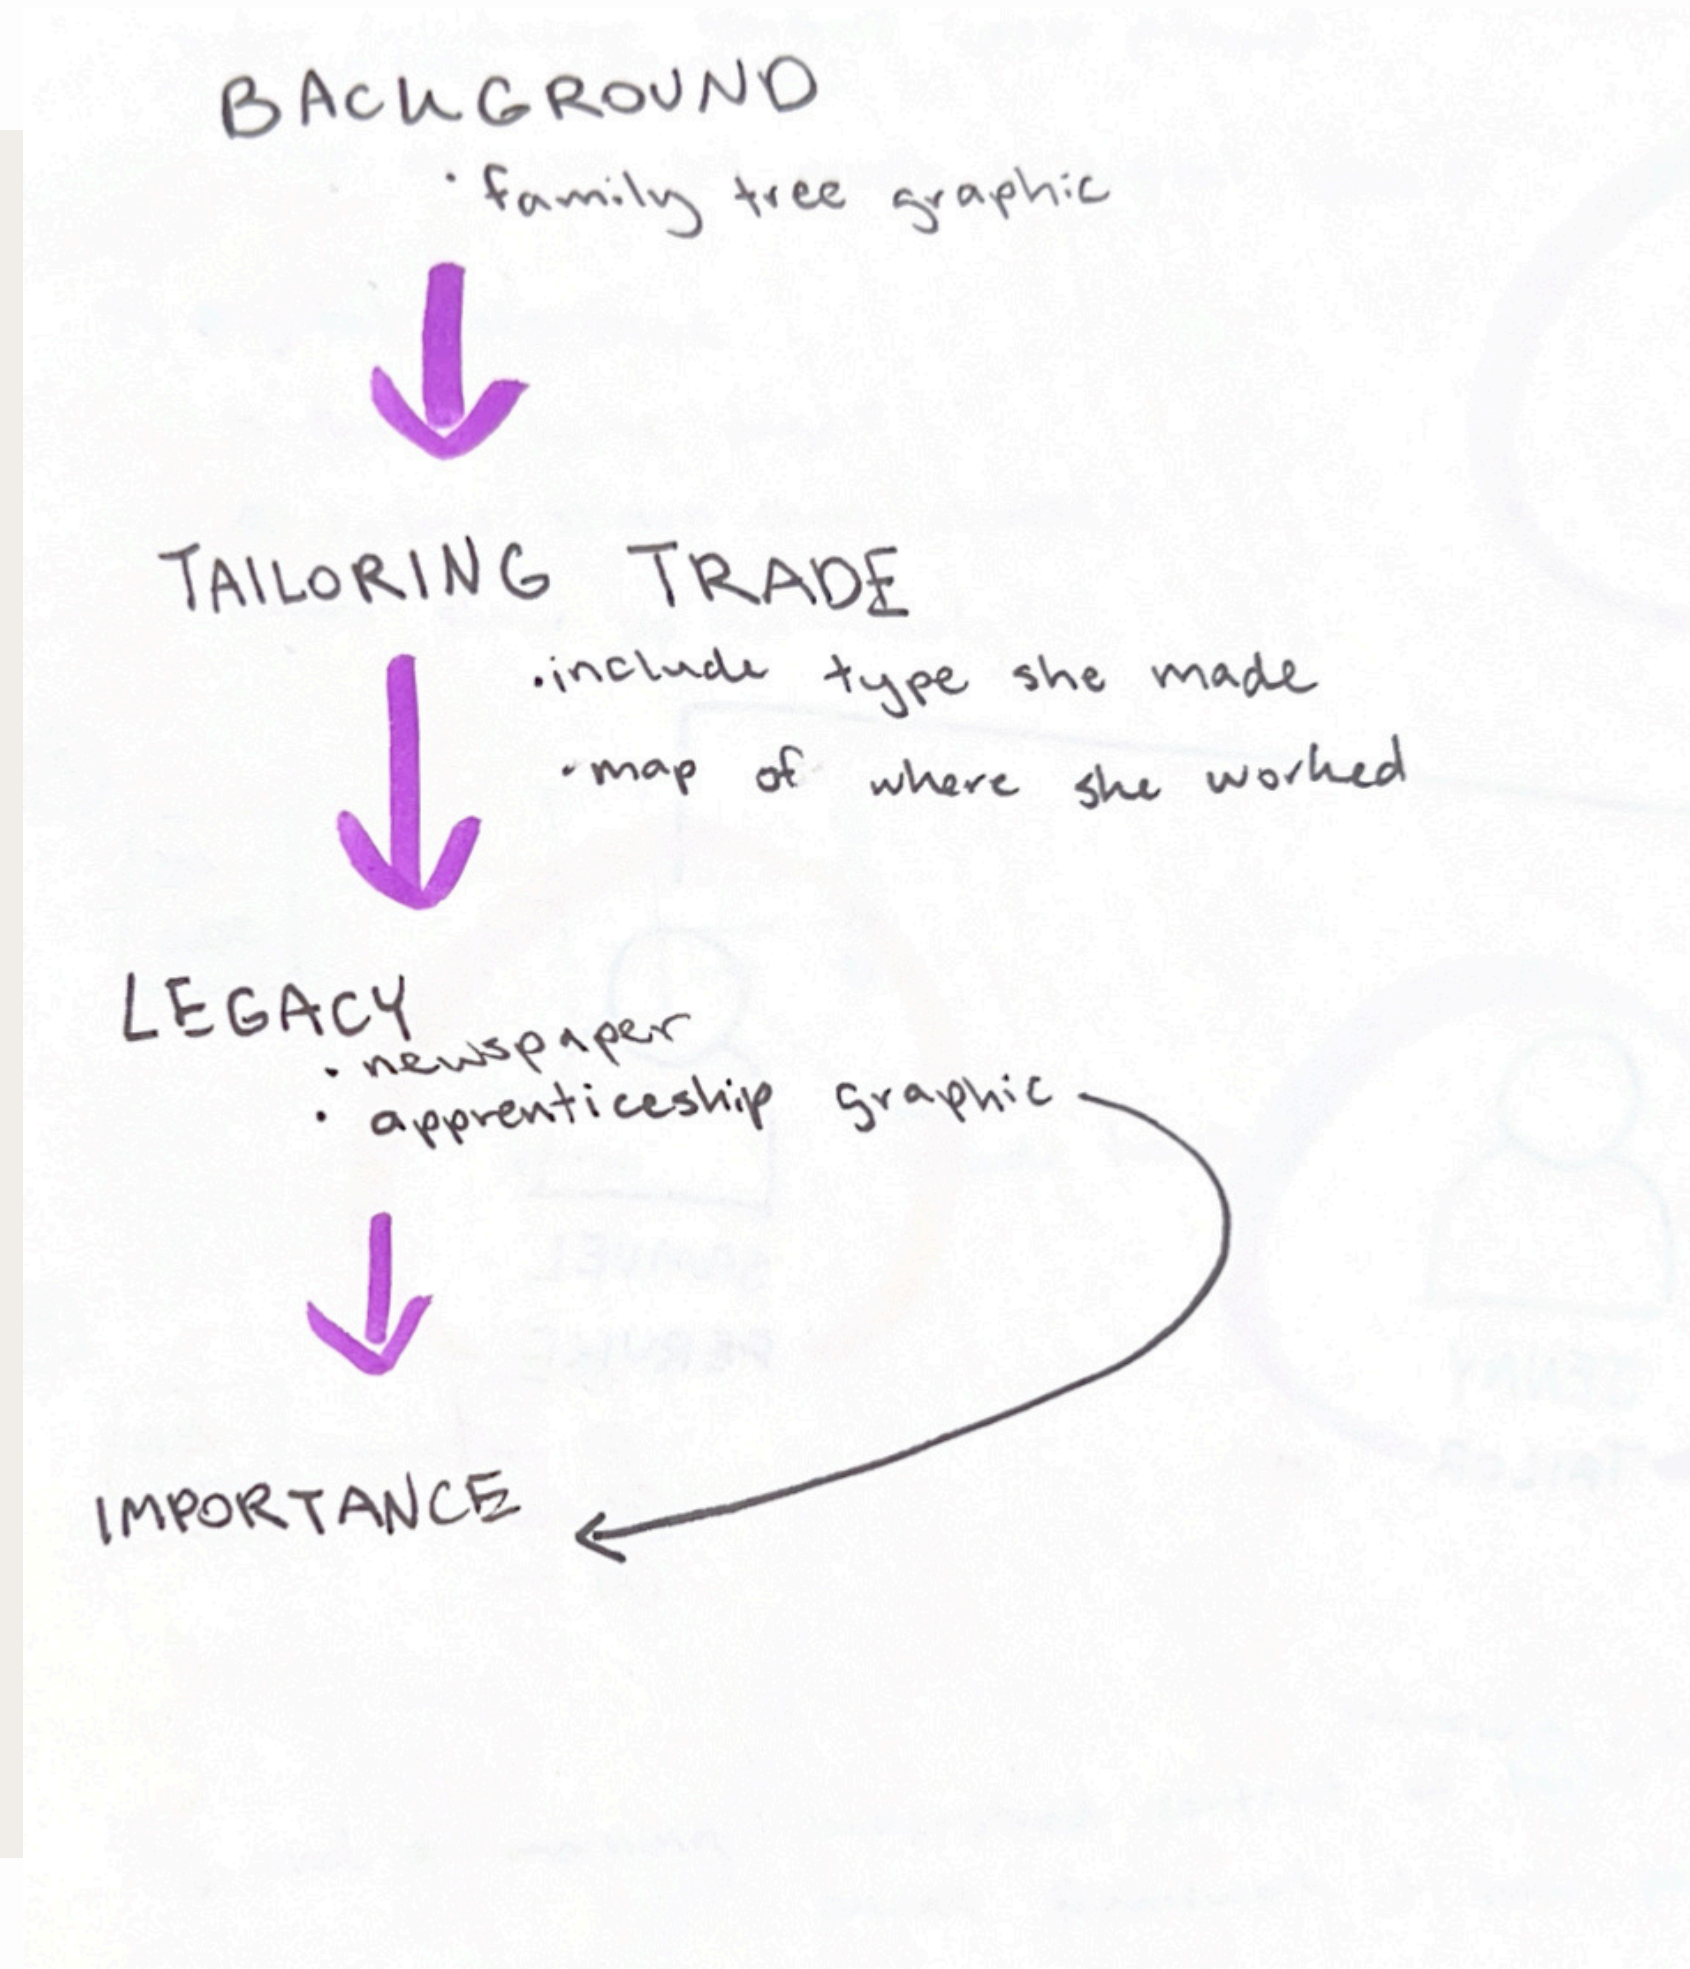 BACKGROUND
· family tree graphic
TAILORING TRADE
· include type she made
· map of where she worked
LEGACY
· newspaper
· apprenticeship graphic
IMPORTANCE